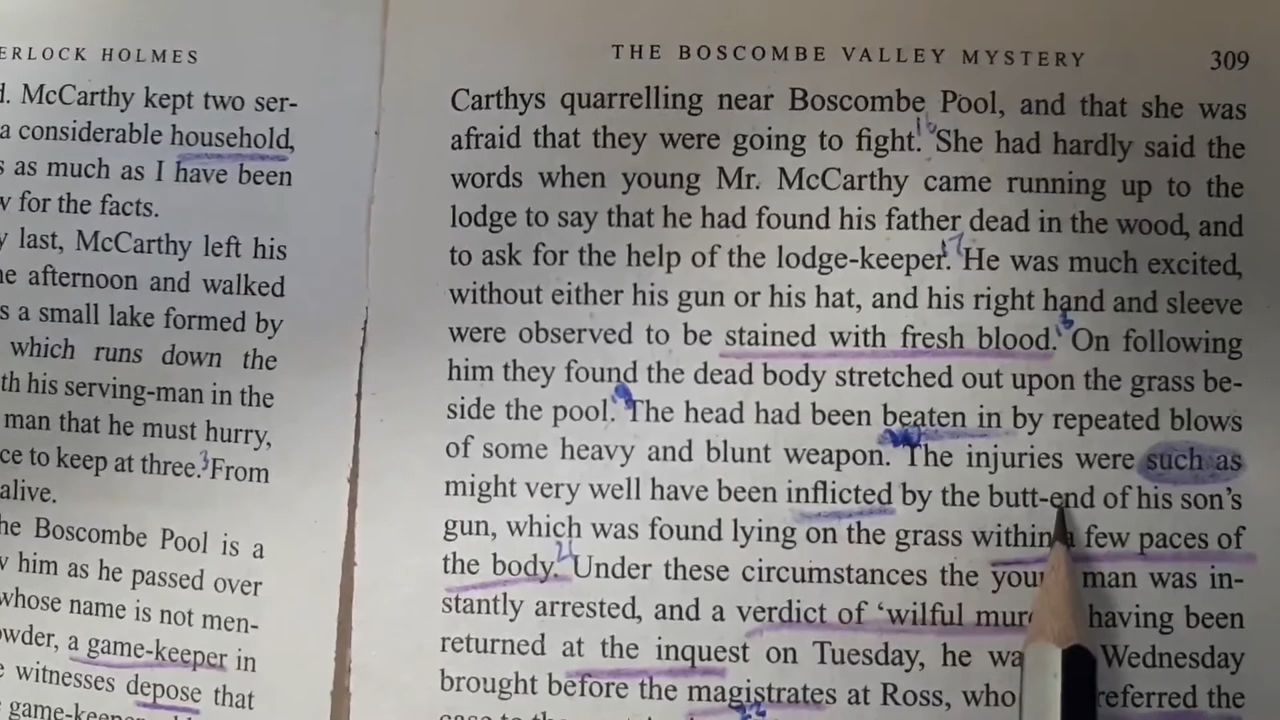 ERLOCK HOLMES
McCarthy kept two ser-
a considerable household,
as much as I have been
for the facts.
last, McCarthy left his
afternoon and walked
a small lake formed by
which runs down the
his serving-man in the
man that he must hurry,
to keep at three.3 From
alive.
Boscombe Pool is a
him as he passed over
whose name is not men-
a game-keeper in
witnesses depose that
game-keeper
THE BOSCOMBE VALLEY MYSTERY 309
Carthys quarrelling near Boscombe Pool, and that she was
afraid that they were going to fight. She had hardly said the
words when young Mr. McCarthy came running up to the
lodge to say that he had found his father dead in the wood, and
to ask for the help of the lodge-keeper. He was much excited,
without either his gun or his hat, and his right hand and sleeve
were observed to be stained with fresh blood. On following
him they found the dead body stretched out upon the grass be-
side the pool. The head had been beaten in by repeated blows
of some heavy and blunt weapon. The injuries were such as
might very well have been inflicted by the butt-end of his son's
gun, which was found lying on the grass within a few paces of
the body. Under these circumstances the man was in-
stantly arrested, and a verdict of ‘wilful having been
returned at the inquest on Tuesday, he Wednesday
brought before the magistrates at Ross, who referred the